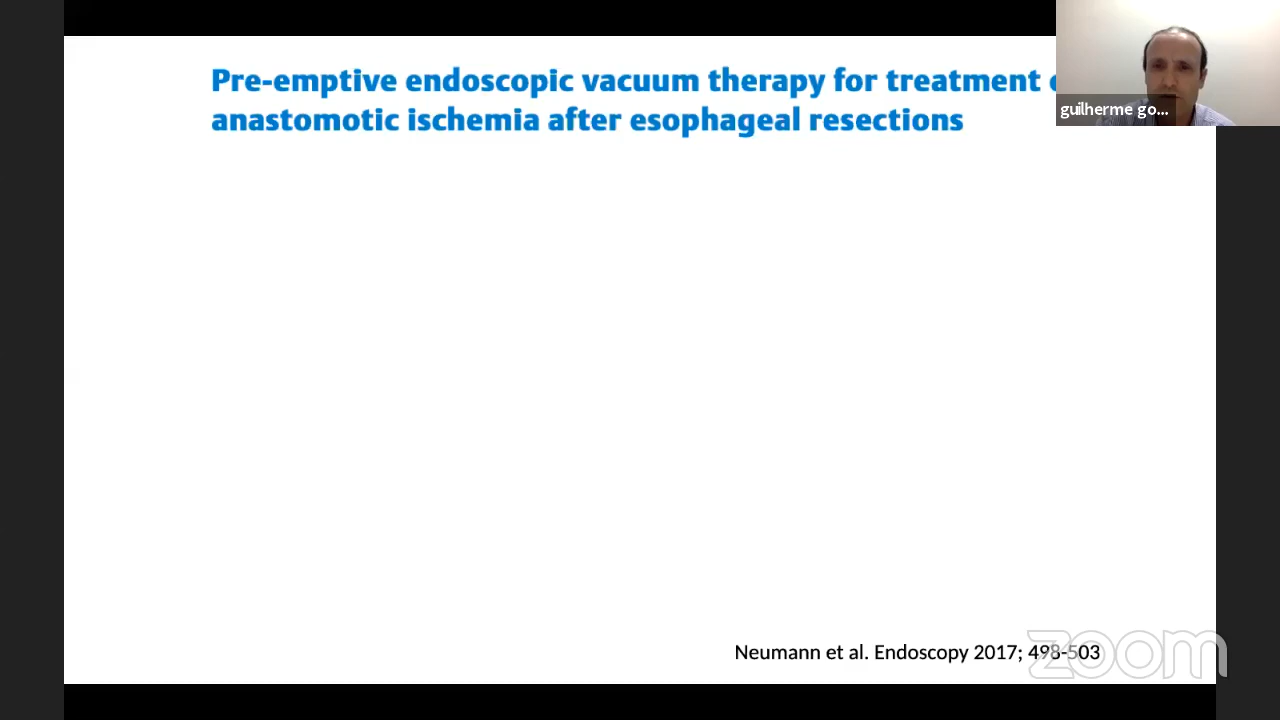 Pre-emptive endoscopic vacuum therapy for treatment
anastomotic ischemia after esophageal resections
guilherme go...
Neumann et al. Endoscopy 2017; 498-503
zoom